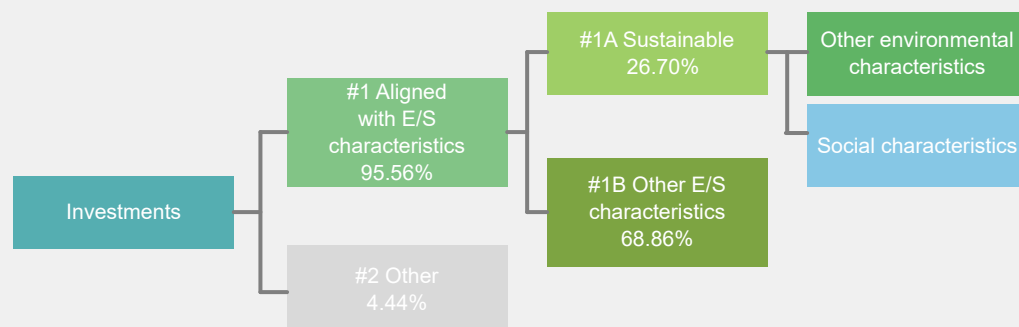 Investments
#1 Aligned
with E/S
characteristics
95.56%
#2 Other
4.44%
#1A Sustainable
26.70%
#1B Other E/S
characteristics
68.86%
Other environmental
characteristics
Social characteristics